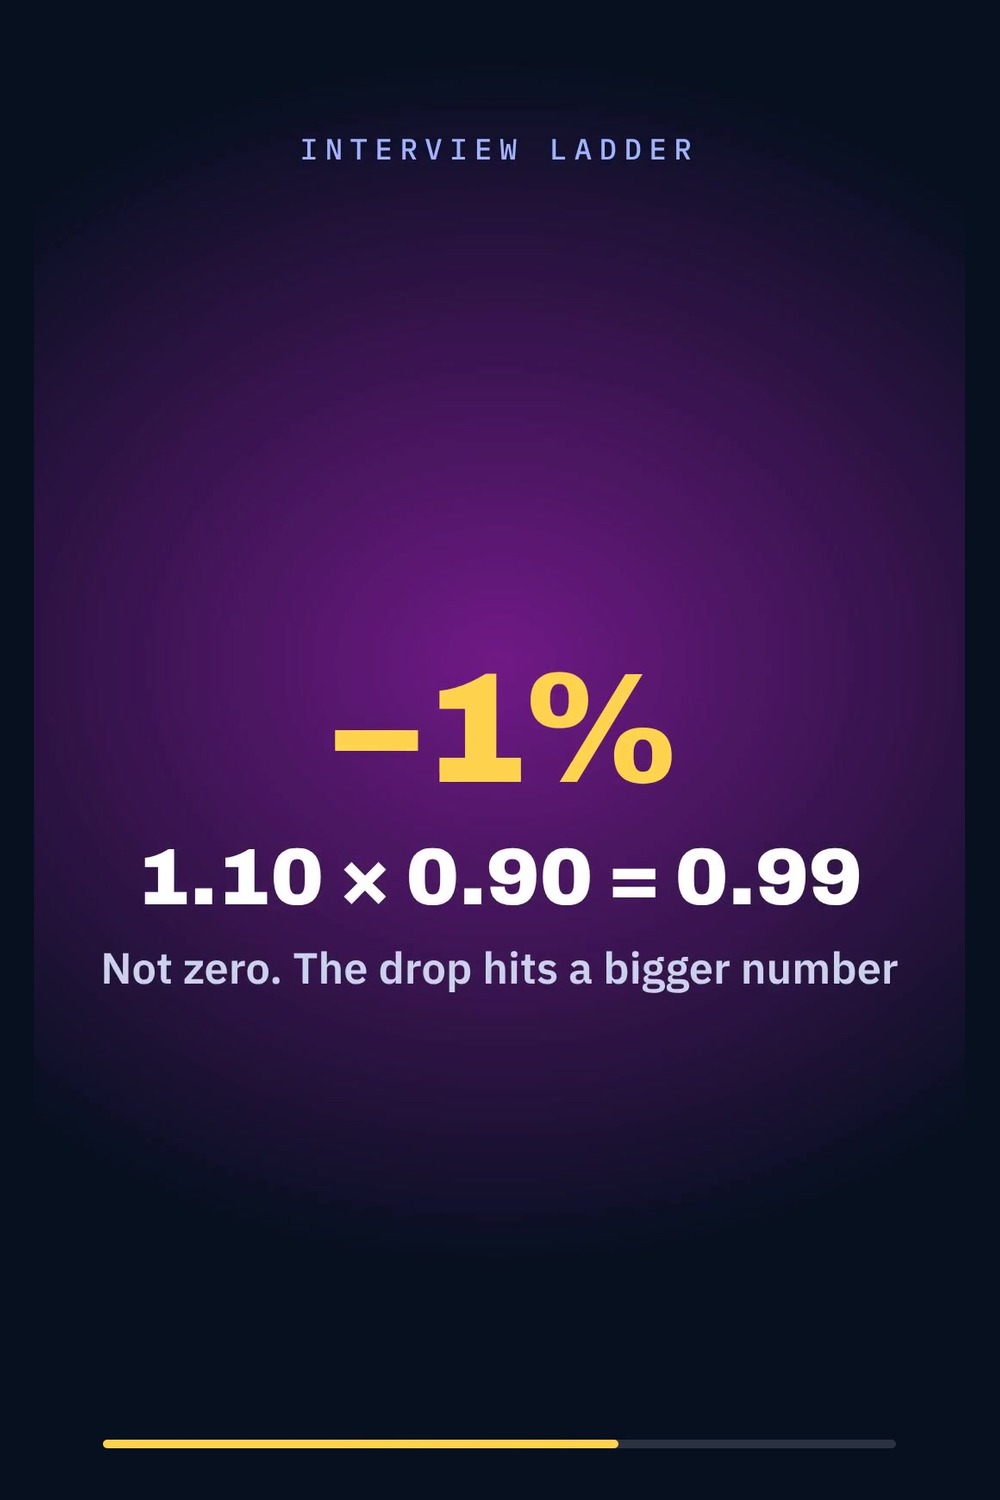 INTERVIEW LADDER
−1%
1.10 × 0.90 = 0.99
Not zero. The drop hits a bigger number